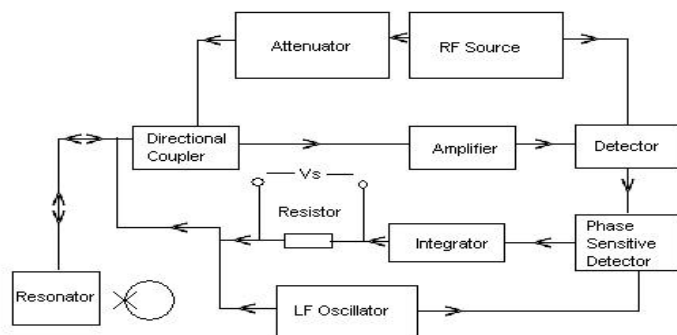 Attenuator
RF Source
Directional
Coupler
Amplifier
Detector
Vs
Resistor
Integrator
Phase
Sensitive
Detector
Resonator
LF Oscillator